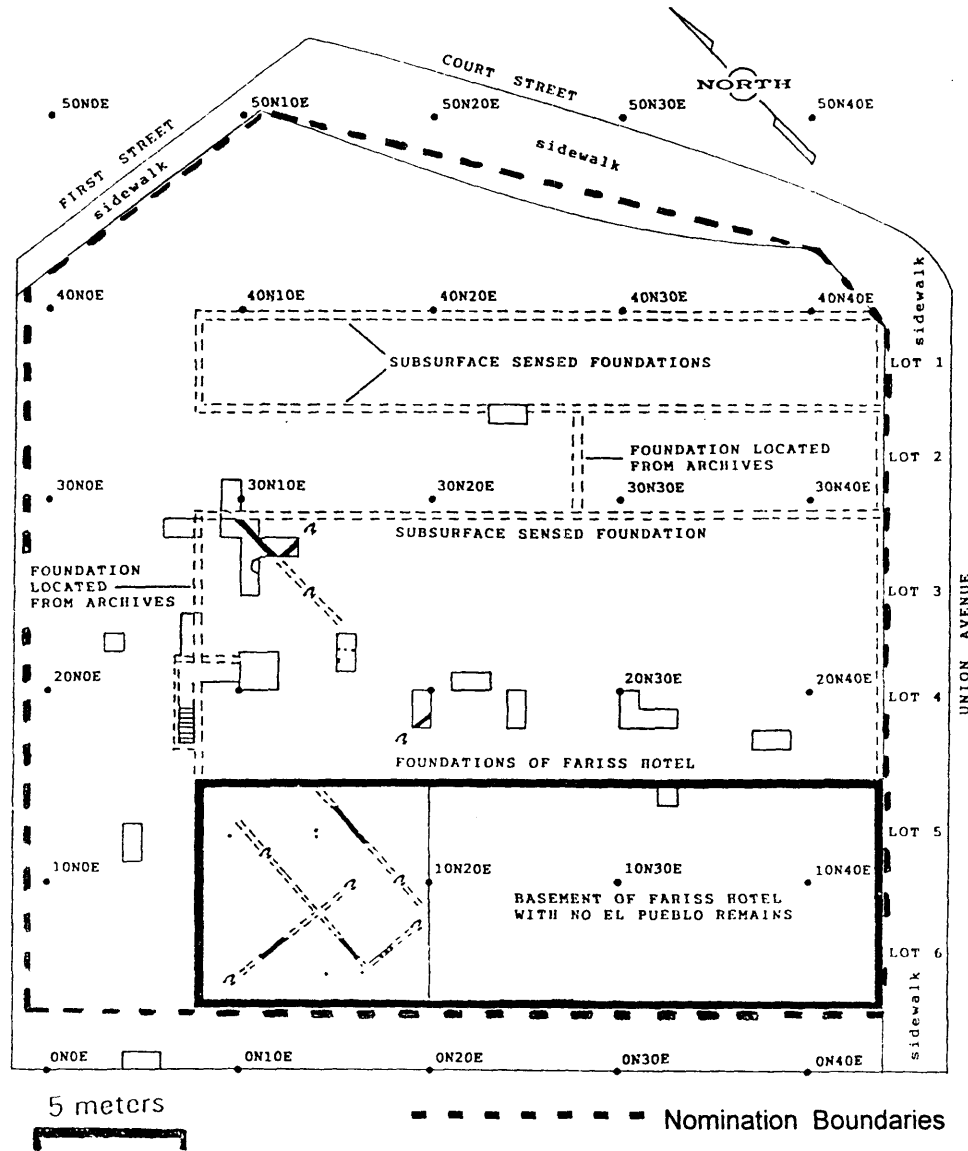 COURT STREET
NORTH
50N0E
50N10E
50N20E
50N30E
50N40E
FIRST STREET
sidewalk
sidewalk
40N0E
40N10E
40N20E
40N30E
40N40E
sidewalk
SUBSURFACE SENSED FOUNDATIONS
LOT 1
FOUNDATION LOCATED
FROM ARCHIVES
LOT 2
30N0E
30N10E
30N20E
30N30E
30N40E
SUBSURFACE SENSED FOUNDATION
FOUNDATION
LOCATED
FROM ARCHIVES
LOT 3
UNION AVENUE
20N0E
20N30E
20N40E
LOT 4
FOUNDATIONS OF FARISS HOTEL
LOT 5
10N0E
10N20E
10N30E
10N40E
BASEMENT OF FARISS HOTEL
WITH NO EL PUEBLO REMAINS
LOT 6
sidewalk
0N0E
0N10E
0N20E
0N30E
0N40E
5 meters
Nomination Boundaries